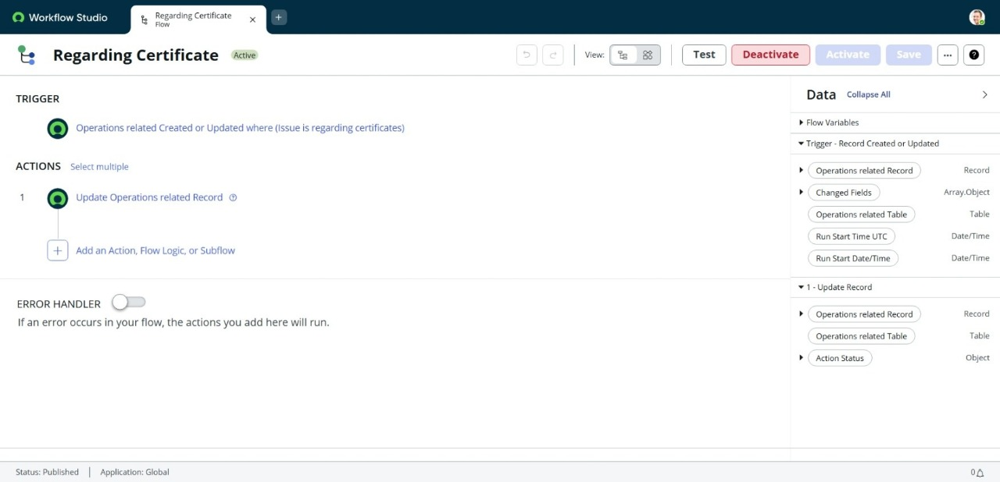 Workflow Studio
Regarding Certificate
Flow
Regarding Certificate
Active
View:
Test
Deactivate
Activate
Save
TRIGGER
Operations related Created or Updated where (Issue is regarding certificates)
ACTIONS
Select multiple
1
Update Operations related Record
Add an Action, Flow Logic, or Subflow
ERROR HANDLER
If an error occurs in your flow, the actions you add here will run.
Data
Collapse All
Flow Variables
Trigger - Record Created or Updated
Operations related Record Record
Changed Fields Array.Object
Operations related Table Table
Run Start Time UTC Date/Time
Run Start Date/Time Date/Time
1 - Update Record
Operations related Record Record
Operations related Table Table
Action Status Object
Status: Published
Application: Global
0